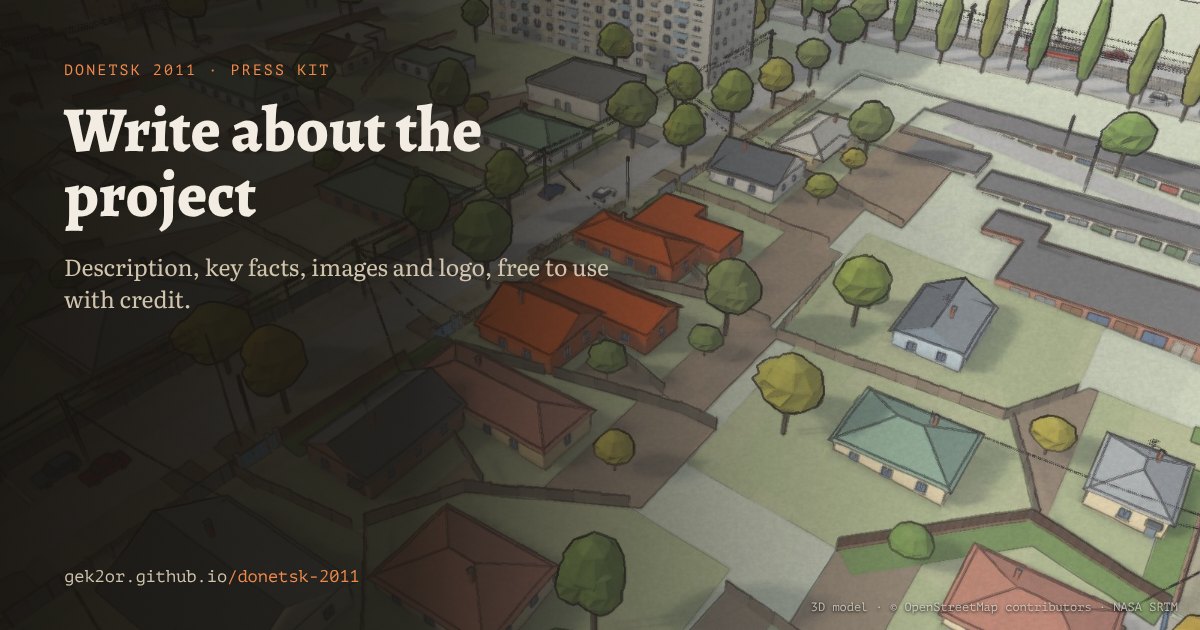 DONETSK 2011 · PRESS KIT
Write about the
project
Description, key facts, images and logo, free to use
with credit.
gek2or.github.io/donetsk-2011
3D model · © OpenStreetMap contributors · NASA SRTM